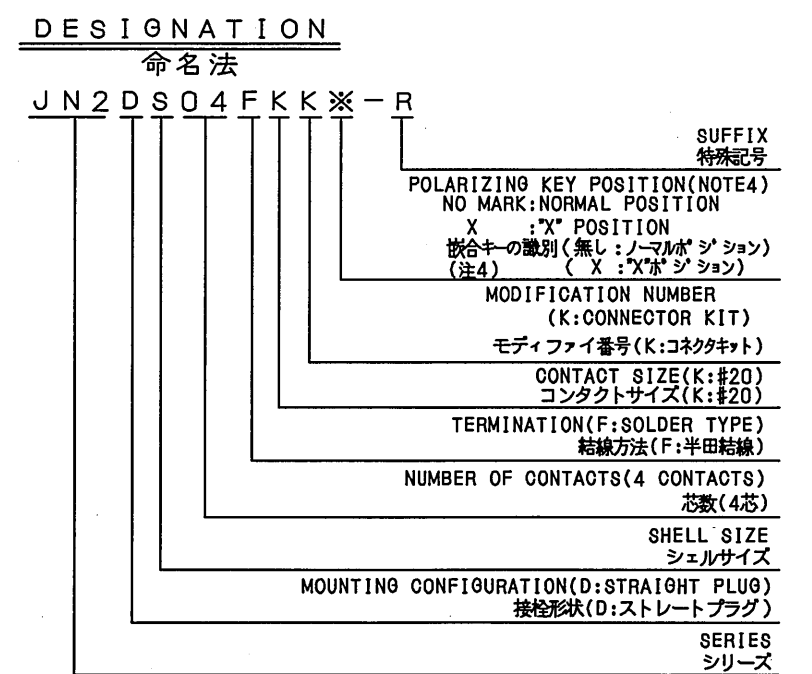 DESIGNATION
命名法
JN2DS04FKK※-R
SUFFIX
特殊記号
POLARIZING KEY POSITION(NOTE4)
NO MARK:NORMAL POSITION
X :"X" POSITION
嵌合キーの識別(無し:ノーマルポジション)
(注4) ( X :"X"ポジション)
MODIFICATION NUMBER
(K:CONNECTOR KIT)
モディファイ番号(K:コネクタキット)
CONTACT SIZE(K:#20)
コンタクトサイズ(K:#20)
TERMINATION(F:SOLDER TYPE)
結線方法(F:半田結線)
NUMBER OF CONTACTS(4 CONTACTS)
芯数(4芯)
SHELL SIZE
シェルサイズ
MOUNTING CONFIGURATION(D:STRAIGHT PLUG)
接栓形状(D:ストレートプラグ)
SERIES
シリーズ